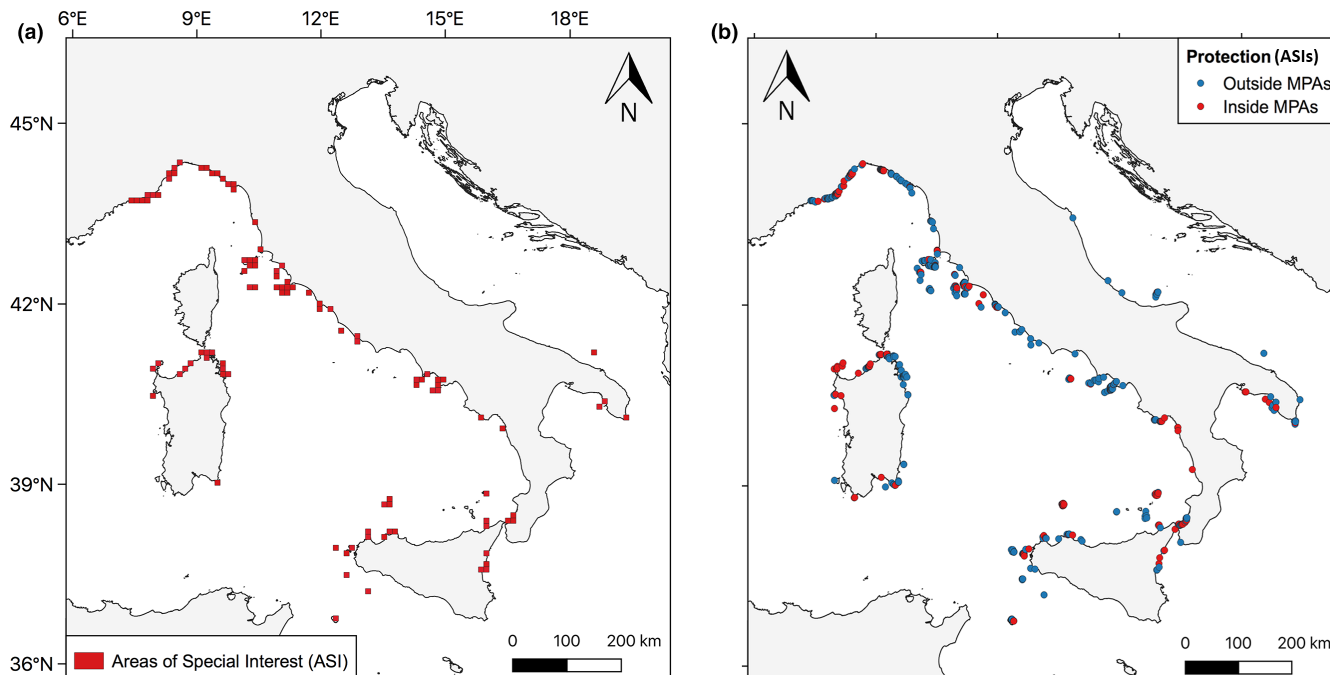 6°E 9°E 12°E 15°E 18°E
(a)
(b)
N
N
Protection (ASIs)
Outside MPAs
Inside MPAs
45°N
42°N
39°N
36°N
Areas of Special Interest (ASI)
0 100 200 km
0 100 200 km